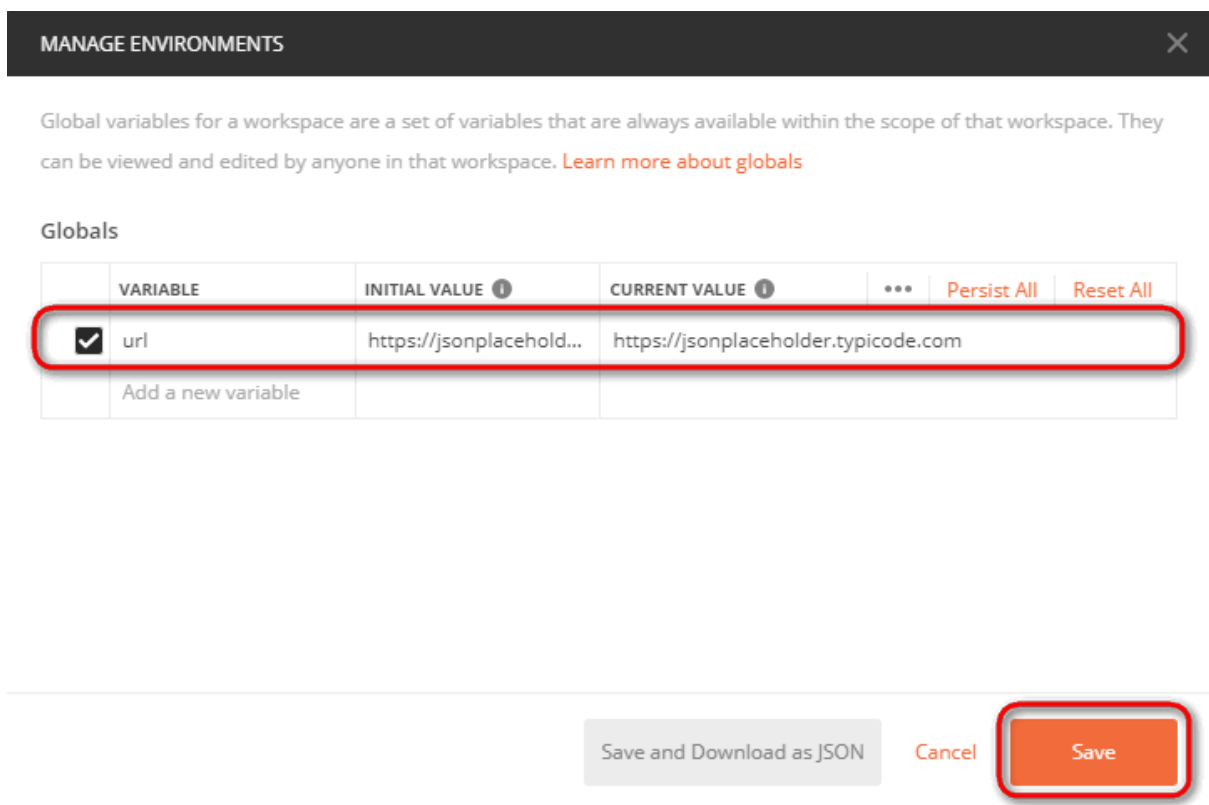 MANAGE ENVIRONMENTS
Global variables for a workspace are a set of variables that are always available within the scope of that workspace. They
can be viewed and edited by anyone in that workspace. Learn more about globals
Globals
VARIABLE INITIAL VALUE CURRENT VALUE ••• Persist All Reset All
url https://jsonplacehold... https://jsonplaceholder.typicode.com
Add a new variable
Save and Download as JSON Cancel Save